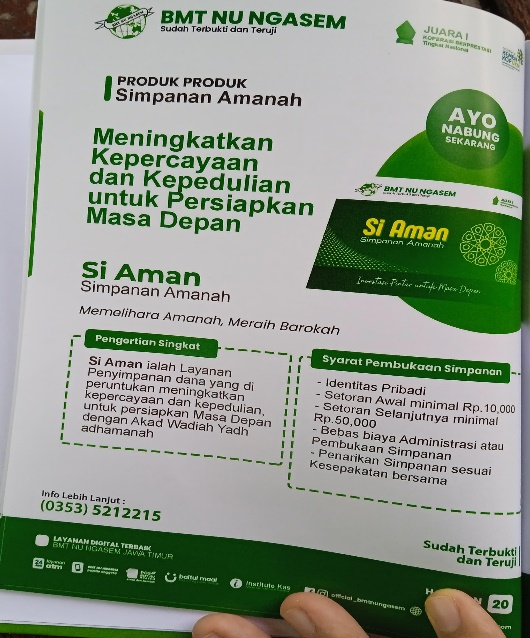 BMT NU NGASEM
Sudah Terbukti dan Teruji
JUARA I
KOPERASI BERPRESTASI
Tingkat Nasional
PRODUK PRODUK
Simpanan Amanah
AYO
NABUNG
SEKARANG
Meningkatkan
Kepercayaan
dan Kepedulian
untuk Persiapkan
Masa Depan
BMT NU NGASEM
Si Aman
Simpanan Amanah
Investasi Pintar untuk Masa Depan
Si Aman
Simpanan Amanah
Memelihara Amanah, Meraih Barokah
Pengertian Singkat
Si Aman ialah Layanan
Penyimpanan dana yang di
peruntukan meningkatkan
kepercayaan dan kepedulian,
untuk persiapkan Masa Depan
dengan Akad Wadiah Yadh
adhamanah
Syarat Pembukaan Simpanan
- Identitas Pribadi
- Setoran Awal minimal Rp.10,000
- Setoran Selanjutnya minimal
Rp.50,000
- Bebas biaya Administrasi atau
Pembukaan Simpanan
- Penarikan Simpanan sesuai
Kesepakatan bersama
Info Lebih Lanjut :
(0353) 5212215
Sudah Terbukti
dan Teruji
LAYANAN DIGITAL TERBAIK
BMT NU NGASEM JAWA TIMUR
layanan
atm
baitul maal
Institute Kas
official_bmtnungasem
20